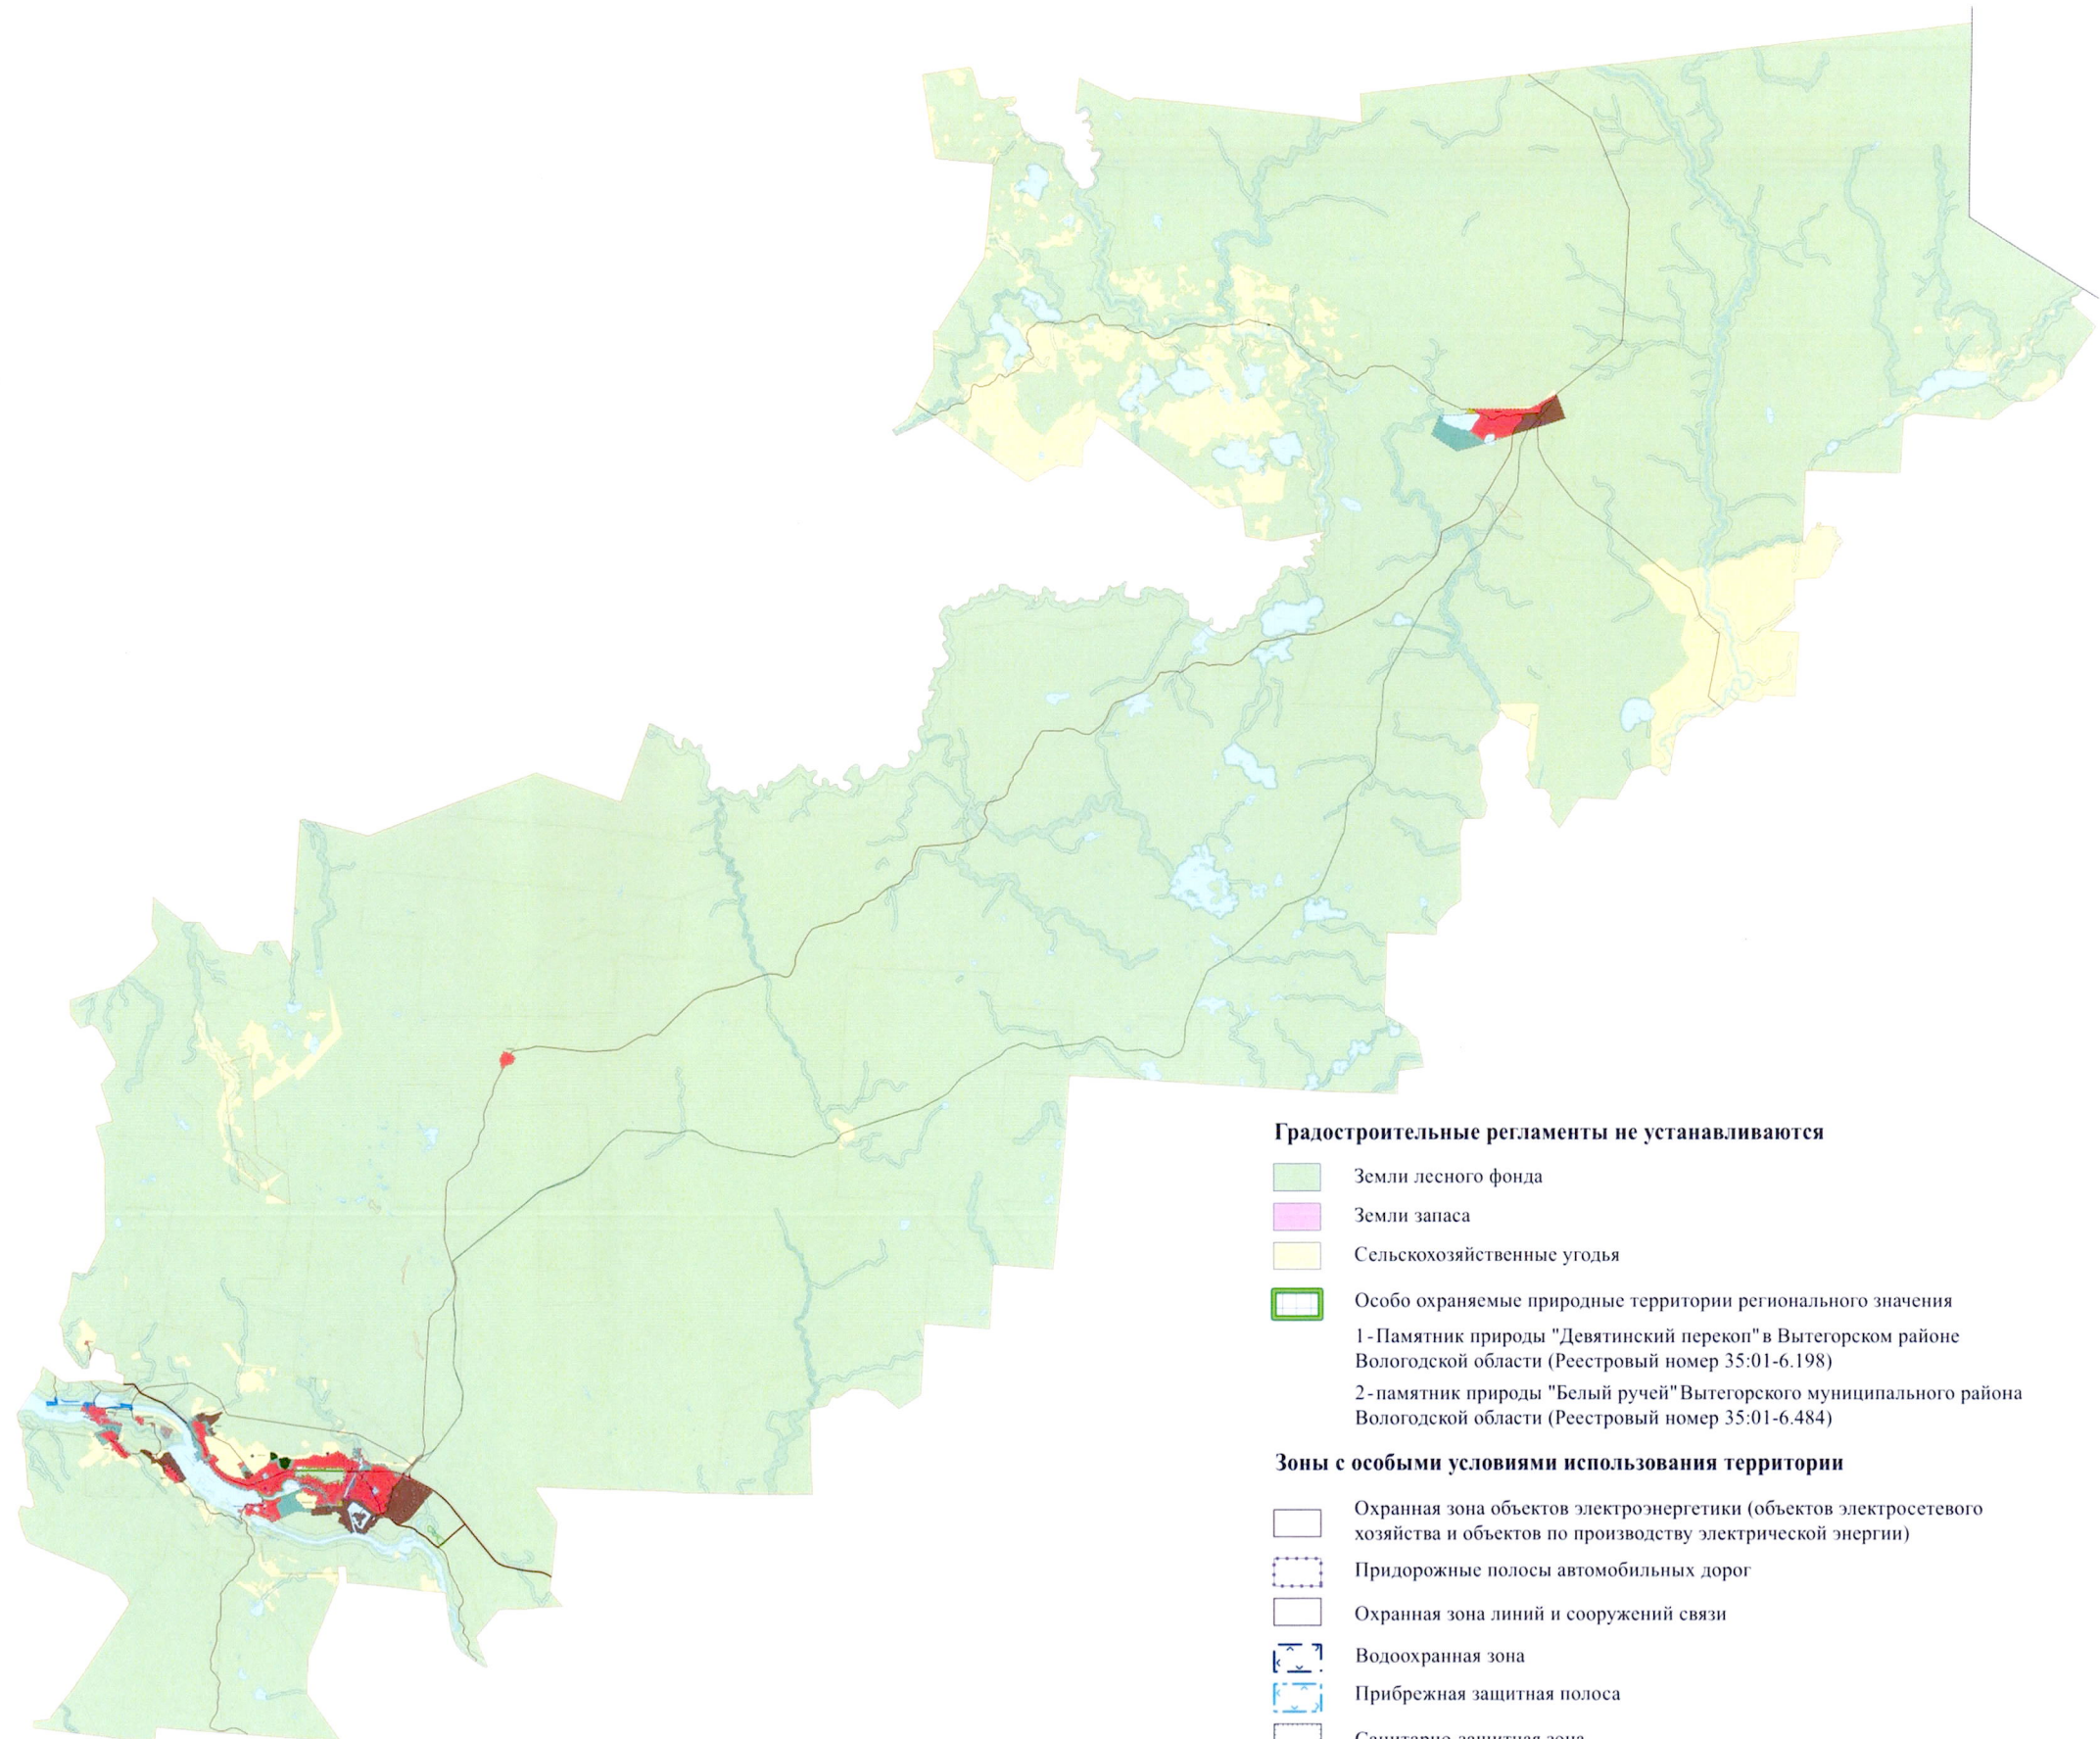 Градостроительные регламенты не устанавливаются
Земли лесного фонда
Земли запаса
Сельскохозяйственные угодья
Особо охраняемые природные территории регионального значения
1-Памятник природы "Девятинский перекоп" в Вытегорском районе
Вологодской области (Реестровый номер 35:01-6.198)
2-памятник природы "Белый ручей" Вытегорского муниципального района
Вологодской области (Реестровый номер 35:01-6.484)
Зоны с особыми условиями использования территории
Охранная зона объектов электроэнергетики (объектов электросетевого
хозяйства и объектов по производству электрической энергии)
Придорожные полосы автомобильных дорог
Охранная зона линий и сооружений связи
Водоохранная зона
Прибрежная защитная полоса
Санитарно-защитная зона